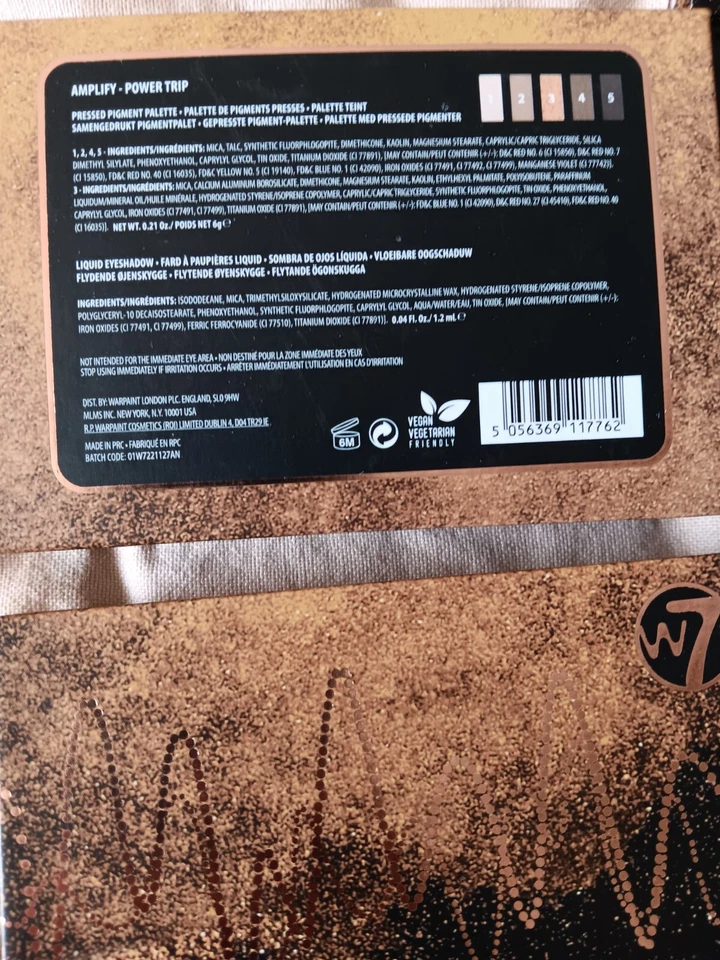 AMPLIFY - POWER TRIP
1 2 3 4 5
PRESSED PIGMENT PALETTE • PALETTE DE PIGMENTS PRESSES • PALETTE TEINT
SAMENGEDRUKT PIGMENTPALET • GEPRESSTE PIGMENT-PALETTE • PALETTE MED PRESSEDE PIGMENTER
1, 2, 4, 5 - INGREDIENTS/INGRÉDIENTS: MICA, TALC, SYNTHETIC FLUORPHLOGOPITE, DIMETHICONE, KAOLIN, MAGNESIUM STEARATE, CAPRYLIC/CAPRIC TRIGLYCERIDE, SILICA
DIMETHYL SILYLATE, PHENOXYETHANOL, CAPRYLYL GLYCOL, TIN OXIDE, TITANIUM DIOXIDE (CI 77891), [MAY CONTAIN/PEUT CONTENIR (+/-): D&C RED NO. 6 (CI 15850), D&C RED NO. 7
(CI 15850), FD&C RED NO. 40 (CI 16035), FD&C YELLOW NO. 5 (CI 19140), FD&C BLUE NO. 1 (CI 42090), IRON OXIDES (CI 77491, CI 77492, CI 77499), MANGANESE VIOLET (CI 77742)].
3 - INGREDIENTS/INGRÉDIENTS: MICA, CALCIUM ALUMINUM BOROSILICATE, DIMETHICONE, MAGNESIUM STEARATE, KAOLIN, ETHYLHEXYL PALMITATE, POLYISOBUTENE, PARAFFINUM
LIQUIDUM/MINERAL OIL/HUILE MINÉRALE, HYDROGENATED STYRENE/ISOPRENE COPOLYMER, CAPRYLIC/CAPRIC TRIGLYCERIDE, SYNTHETIC FLUORPHLOGOPITE, TIN OXIDE, PHENOXYETHANOL,
CAPRYLYL GLYCOL, IRON OXIDES (CI 77491, CI 77499), TITANIUM DIOXIDE (CI 77891), [MAY CONTAIN/PEUT CONTENIR (+/-): FD&C BLUE NO. 1 (CI 42090), D&C RED NO. 27 (CI 45410), FD&C RED NO. 40
(CI 16035)]. NET WT. 0.21 Oz./ POIDS NET 6g ℮
LIQUID EYESHADOW • FARD À PAUPIÈRES LIQUID • SOMBRA DE OJOS LÍQUIDA • VLOEIBARE OOGSCHADUW
FLYDENDE ØJENSKYGGE • FLYTENDE ØYENSKYGGE • FLYTANDE ÖGONSKUGGA
INGREDIENTS/INGRÉDIENTS: ISODODECANE, MICA, TRIMETHYLSILOXYSILICATE, HYDROGENATED MICROCRYSTALLINE WAX, HYDROGENATED STYRENE/ISOPRENE COPOLYMER,
POLYGLYCERYL-10 DECAISOSTEARATE, PHENOXYETHANOL, SYNTHETIC FLUORPHLOGOPITE, CAPRYLYL GLYCOL, AQUA/WATER/EAU, TIN OXIDE, [MAY CONTAIN/PEUT CONTENIR (+/-):
IRON OXIDES (CI 77491, CI 77499), FERRIC FERROCYANIDE (CI 77510), TITANIUM DIOXIDE (CI 77891)]. 0.04 Fl. Oz./ 1.2 mL ℮
NOT INTENDED FOR THE IMMEDIATE EYE AREA • NON DESTINÉ POUR LA ZONE IMMÉDIATE DES YEUX
STOP USING IMMEDIATELY IF IRRITATION OCCURS • ARRÊTER IMMÉDIATEMENT L'UTILISATION EN CAS D'IRRITATION
DIST. BY: WARPAINT LONDON PLC. ENGLAND, SL0 9HW
MLMS INC. NEW YORK, N.Y. 10001 USA
R.P. WARPAINT COSMETICS (ROI) LIMITED DUBLIN 4, D04 TR29 IE
MADE IN PRC • FABRIQUÉ EN RPC
BATCH CODE: 01W7221127AN
6M
VEGAN
VEGETARIAN
FRIENDLY
5 056369 117762
W7